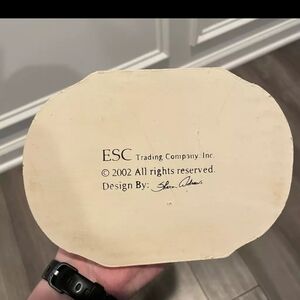 ESC Trading Company, Inc.
© 2002 All rights reserved.
Design By: